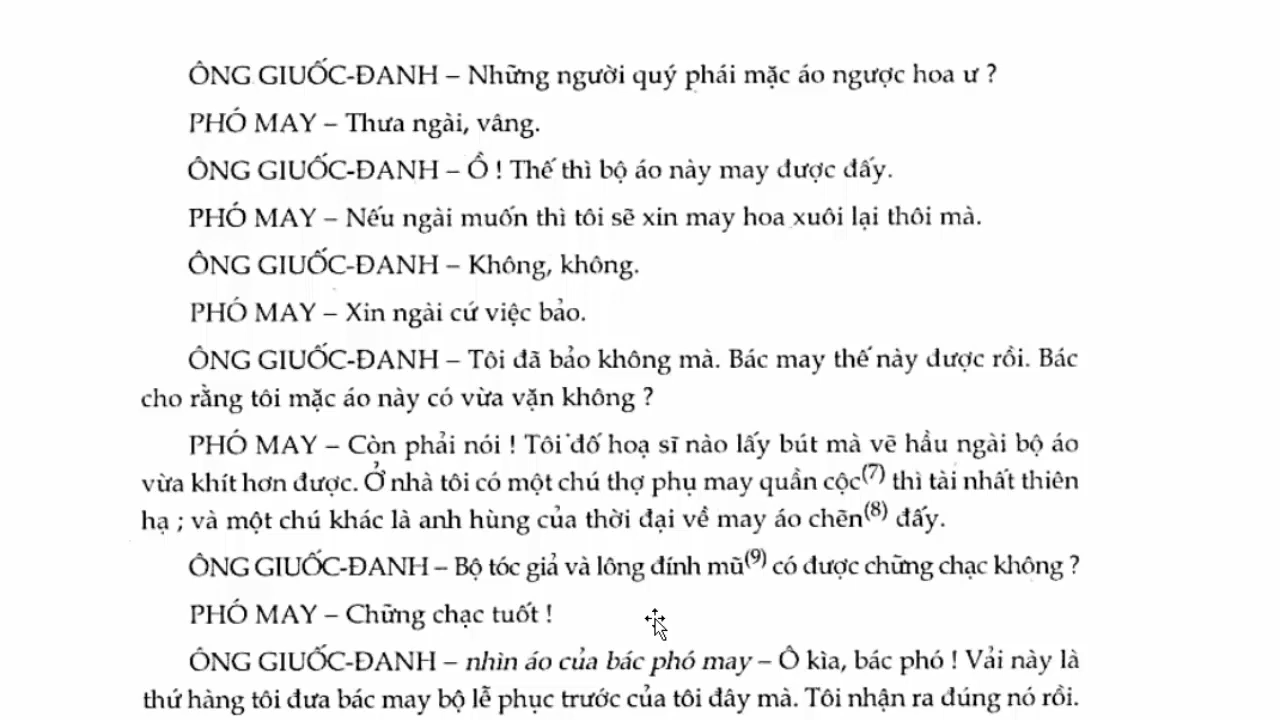 ÔNG GIUỐC-ĐANH – Những người quý phái mặc áo ngược hoa ư ?
PHÓ MAY – Thưa ngài, vâng.
ÔNG GIUỐC-ĐANH – Ồ ! Thế thì bộ áo này may được đấy.
PHÓ MAY – Nếu ngài muốn thì tôi sẽ xin may hoa xuôi lại thôi mà.
ÔNG GIUỐC-ĐANH – Không, không.
PHÓ MAY – Xin ngài cứ việc bảo.
ÔNG GIUỐC-ĐANH – Tôi đã bảo không mà. Bác may thế này được rồi. Bác
cho rằng tôi mặc áo này có vừa vặn không ?
PHÓ MAY – Còn phải nói ! Tôi đố hoạ sĩ nào lấy bút mà vẽ hầu ngài bộ áo
vừa khít hơn được. Ở nhà tôi có một chú thợ phụ may quần cộc(7) thì tài nhất thiên
hạ ; và một chú khác là anh hùng của thời đại về may áo chẽn(8) đấy.
ÔNG GIUỐC-ĐANH – Bộ tóc giả và lông đính mũ(9) có được chững chạc không ?
PHÓ MAY – Chững chạc tuốt !
ÔNG GIUỐC-ĐANH – nhìn áo của bác phó may – Ô kìa, bác phó ! Vải này là
thứ hàng tôi đưa bác may bộ lễ phục trước của tôi đây mà. Tôi nhận ra đúng nó rồi.